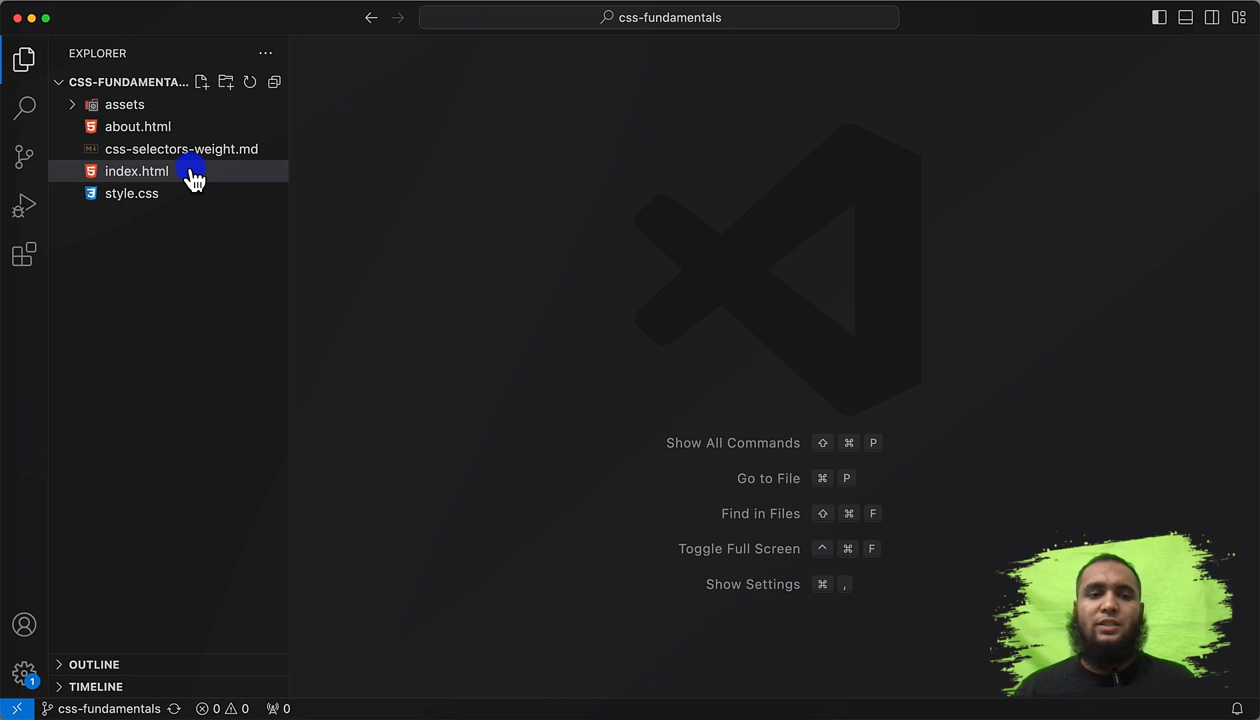 css-fundamentals
EXPLORER
CSS-FUNDAMENTA...
assets
about.html
css-selectors-weight.md
index.html
style.css
Show All Commands ⇧ ⌘ P
Go to File ⌘ P
Find in Files ⇧ ⌘ F
Toggle Full Screen ^ ⌘ F
Show Settings ⌘ ,
1
OUTLINE
TIMELINE
css-fundamentals 0 0 0